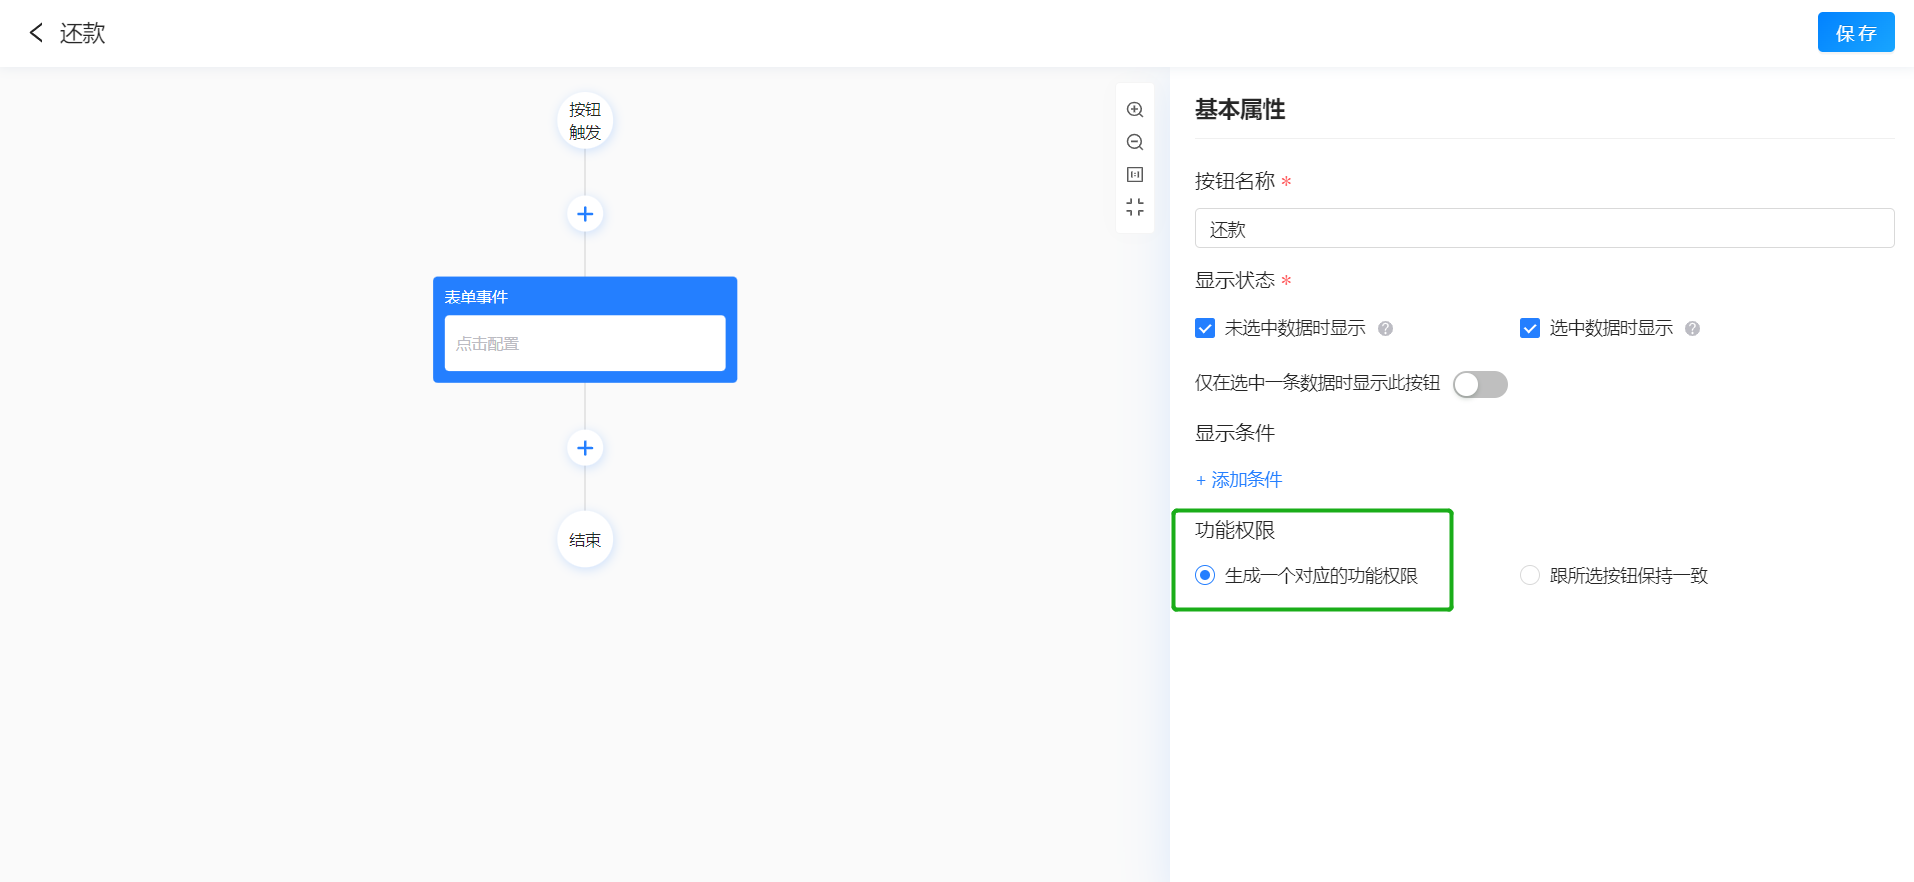 还款
保存
按钮
触发
表单事件
点击配置
结束
基本属性
按钮名称 *
还款
显示状态 *
未选中数据时显示 ?
选中数据时显示 ?
仅在选中一条数据时显示此按钮
显示条件
+ 添加条件
功能权限
生成一个对应的功能权限
跟所选按钮保持一致